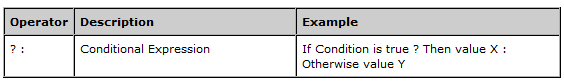 Operator Description Example
? : Conditional Expression If Condition is true ? Then value X :
Otherwise value Y